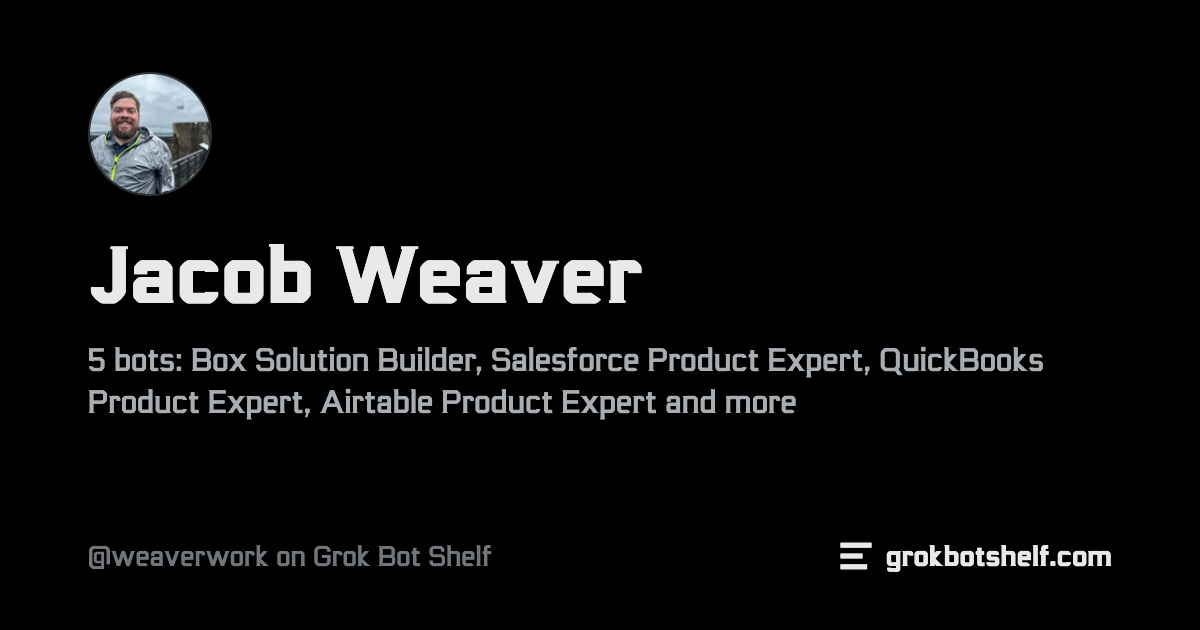 Jacob Weaver
5 bots: Box Solution Builder, Salesforce Product Expert, QuickBooks
Product Expert, Airtable Product Expert and more
@weaverwork on Grok Bot Shelf
grokbotshelf.com